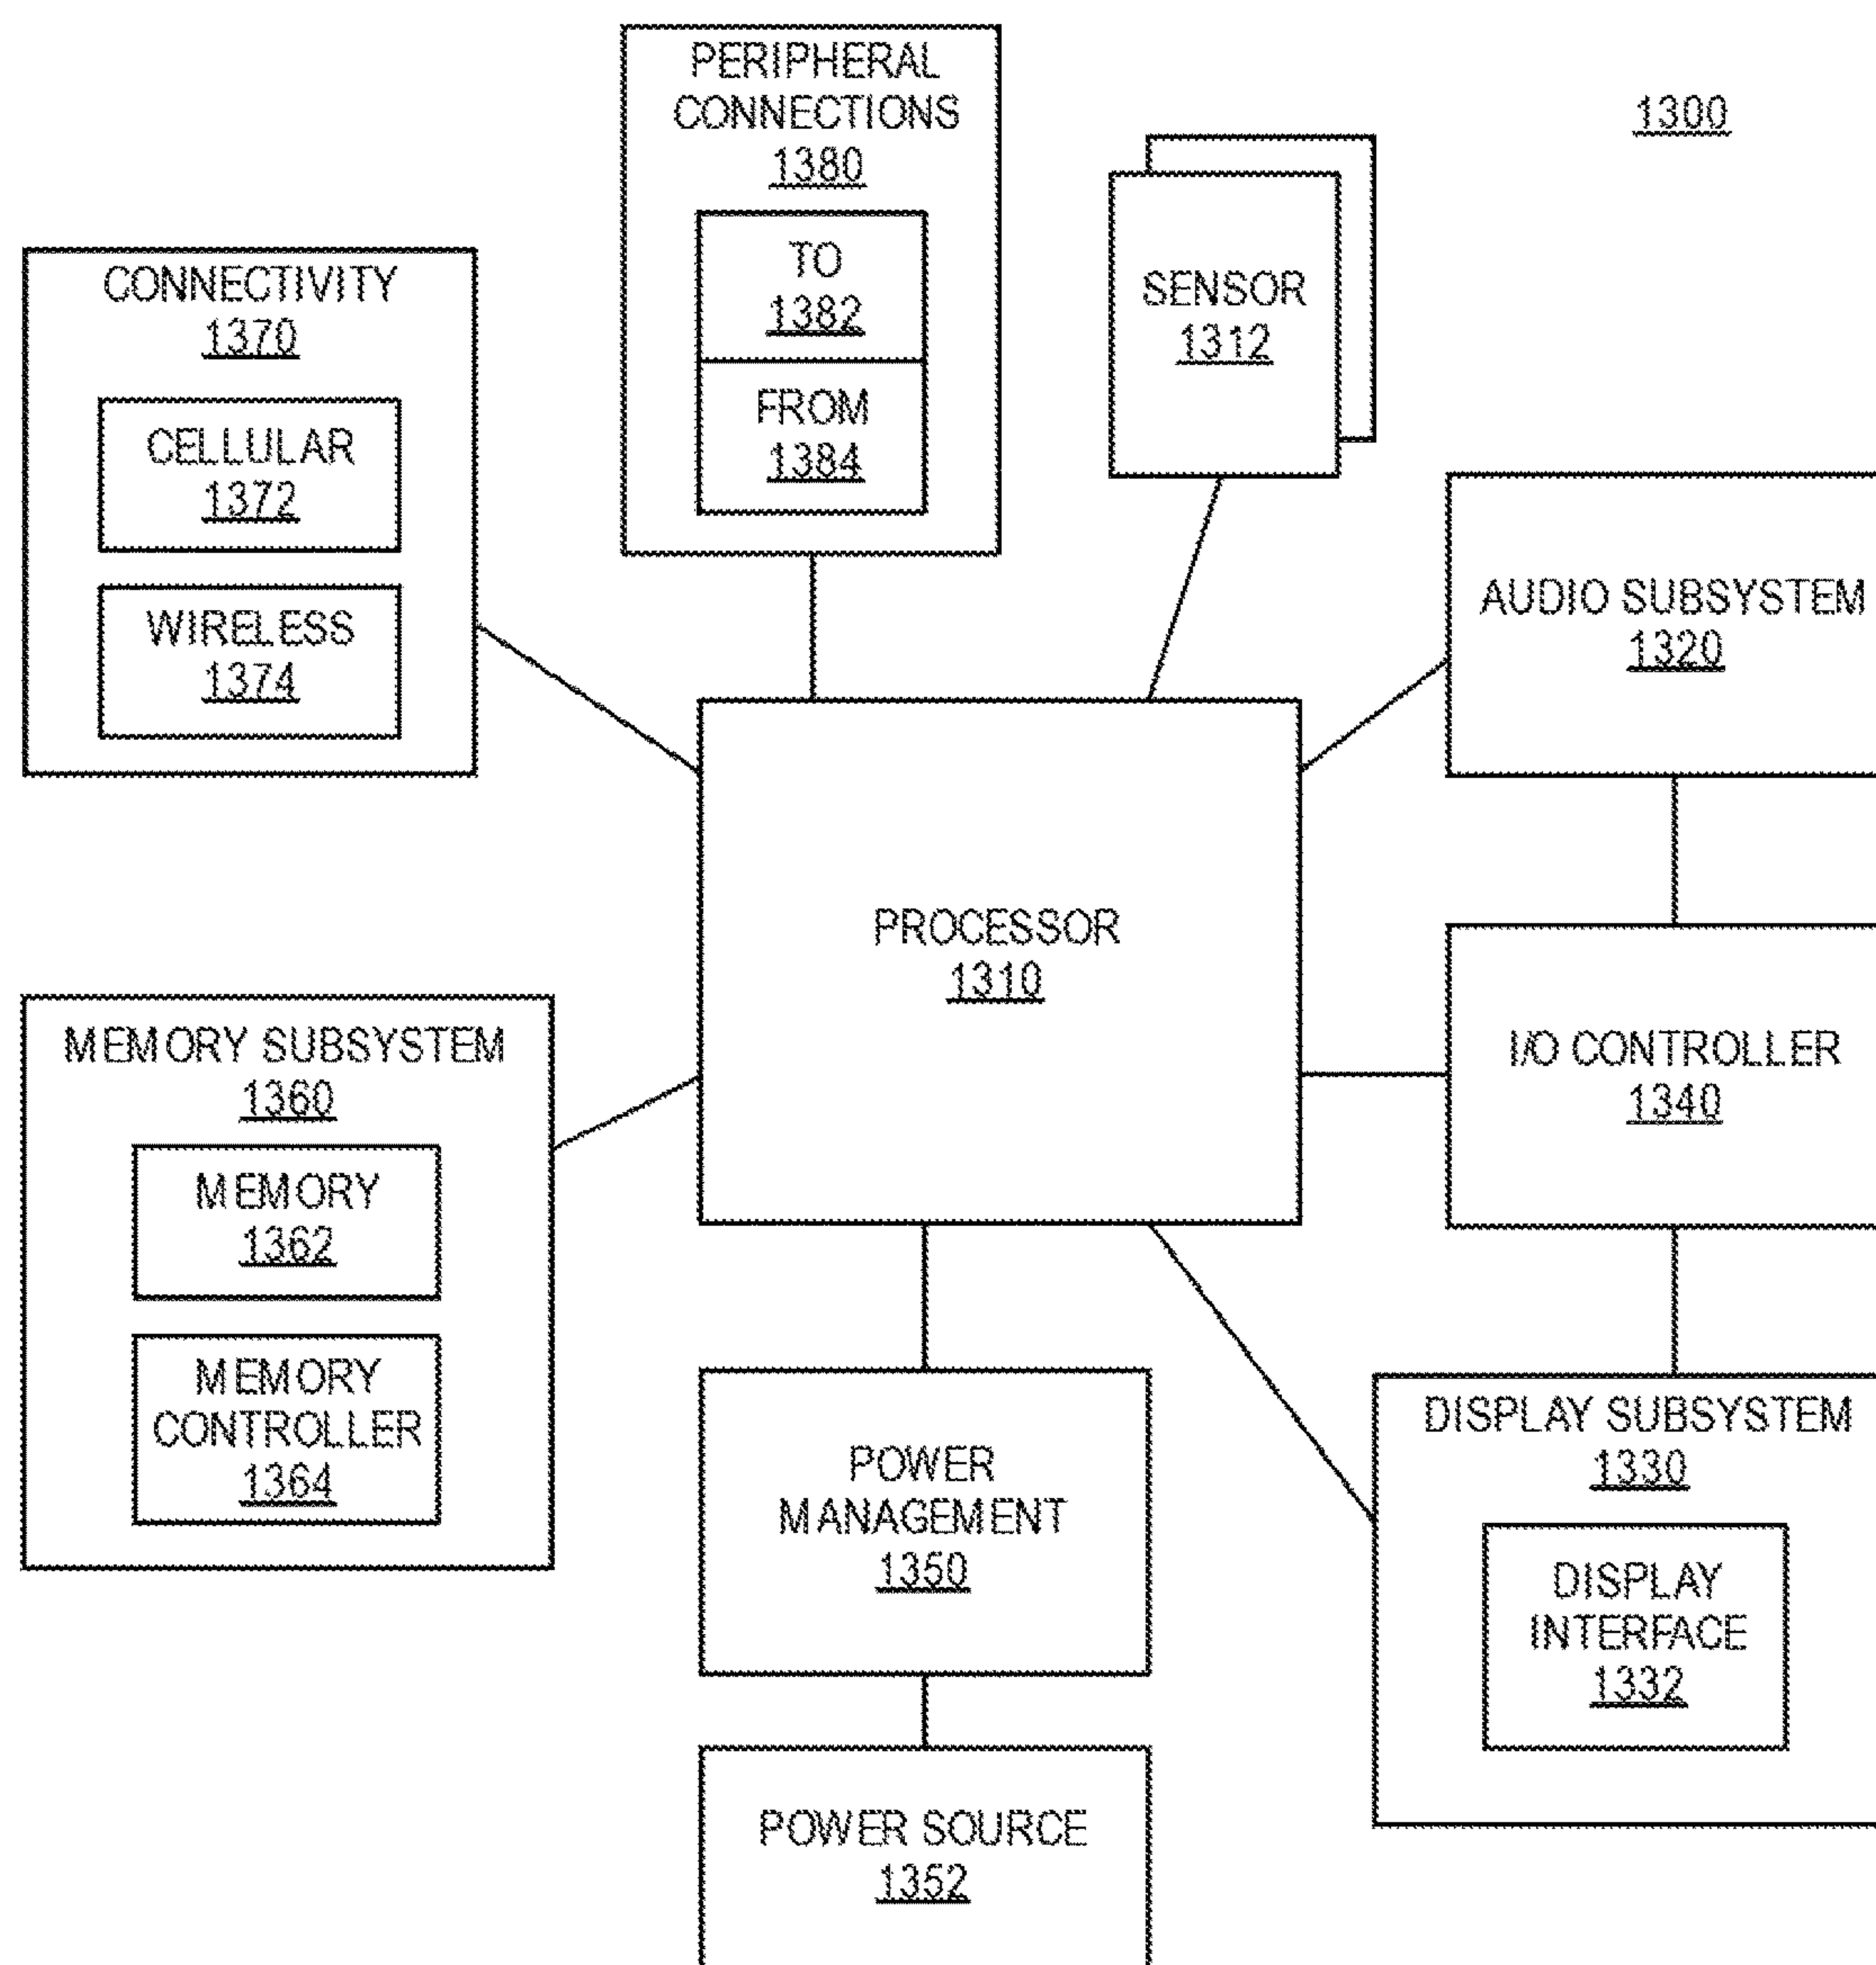 PERIPHERAL
CONNECTIONS
1380
TO
1382
FROM
1384
1300
SENSOR
1312
CONNECTIVITY
1370
CELLULAR
1372
WIRELESS
1374
AUDIO SUBSYSTEM
1320
PROCESSOR
1310
I/O CONTROLLER
1340
MEMORY SUBSYSTEM
1360
MEMORY
1362
MEMORY
CONTROLLER
1364
POWER
MANAGEMENT
1350
DISPLAY SUBSYSTEM
1330
DISPLAY
INTERFACE
1332
POWER SOURCE
1352